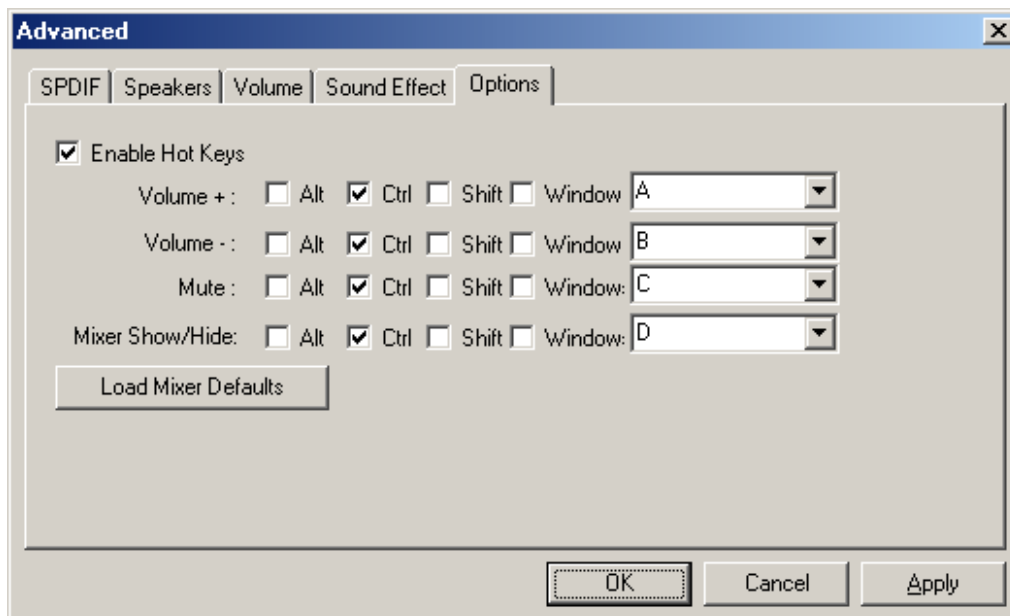 Advanced
SPDIF Speakers Volume Sound Effect Options
Enable Hot Keys
Volume + : Alt Ctrl Shift Window A
Volume - : Alt Ctrl Shift Window B
Mute : Alt Ctrl Shift Window: C
Mixer Show/Hide: Alt Ctrl Shift Window: D
Load Mixer Defaults
OK Cancel Apply